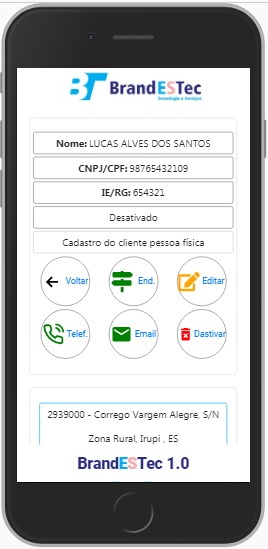 BrandESTec
Tecnologia e Serviços
Nome: LUCAS ALVES DOS SANTOS
CNPJ/CPF: 98765432109
IE/RG: 654321
Desativado
Cadastro do cliente pessoa física
Voltar
End.
Editar
Telef.
Email
Dastivar
2939000 - Corrego Vargem Alegre, S/N
Zona Rural, Irupi , ES
BrandESTec 1.0